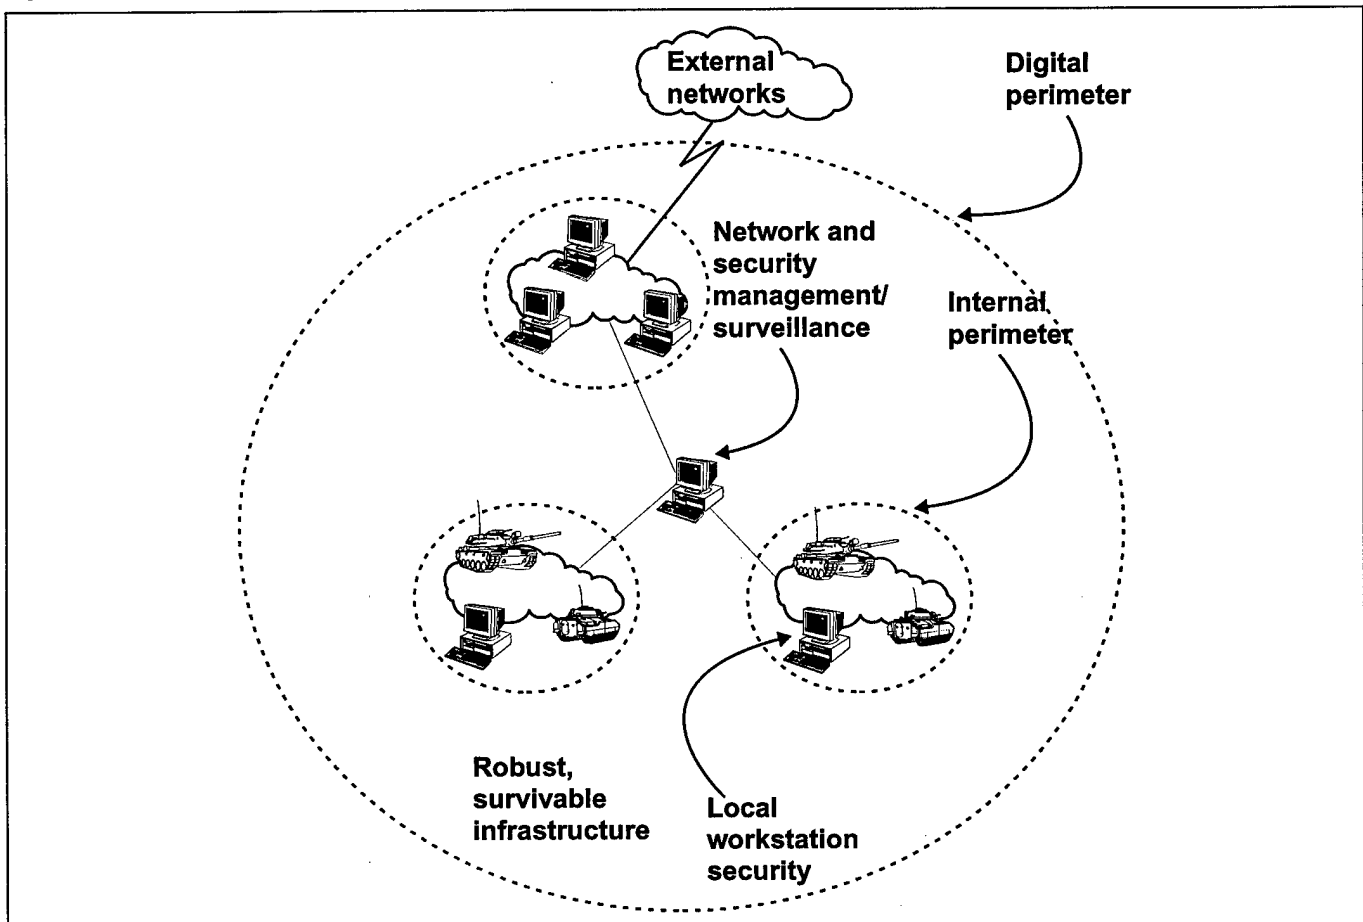 External
networks
Digital
perimeter
Network and
security
management/
surveillance
Internal
perimeter
Robust,
survivable
infrastructure
Local
workstation
security